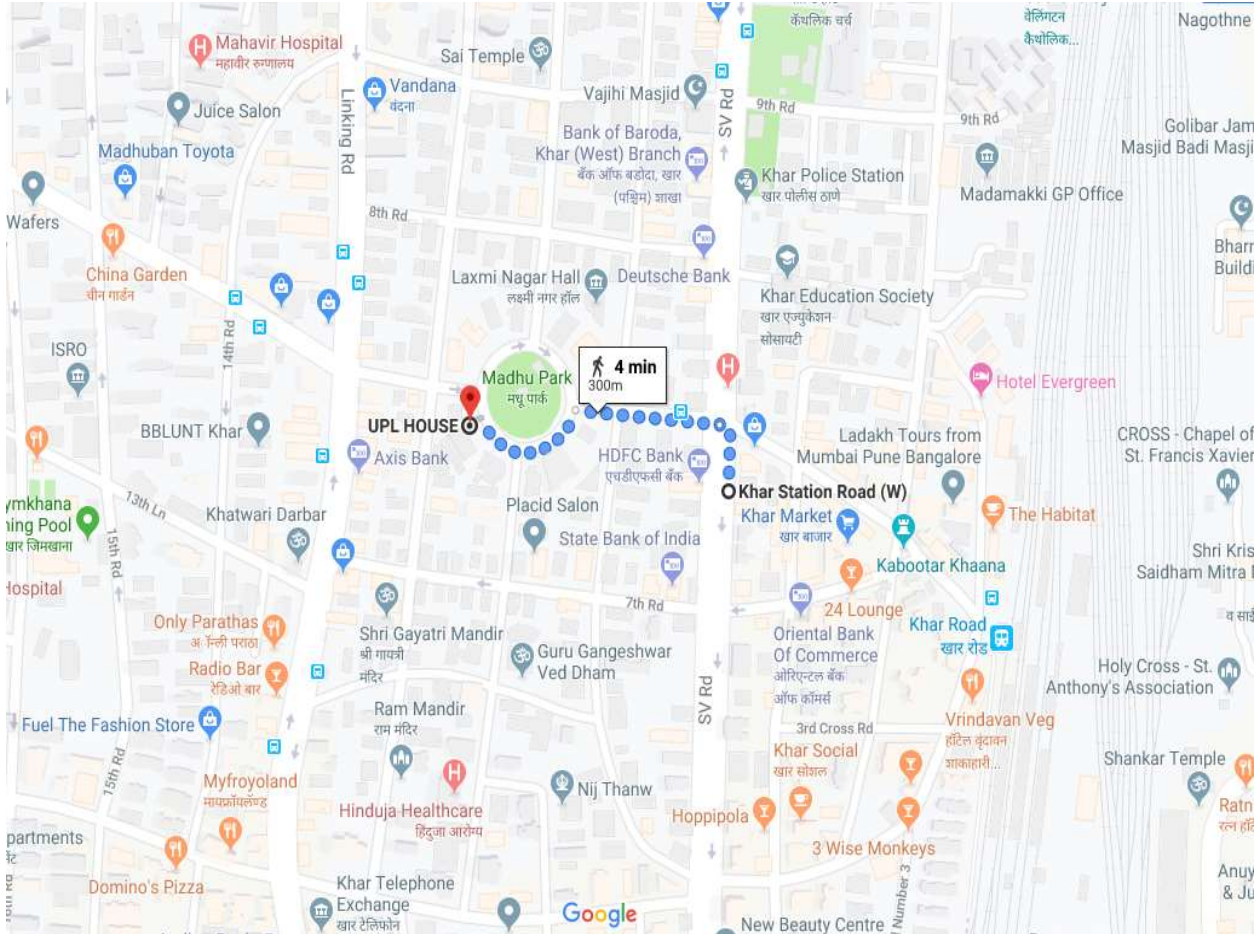 कॅथलिक चर्च
वेलिंगटन
कैथोलिक...
Nagothne
Mahavir Hospital
महावीर रुग्णालय
Sai Temple
Vandana
वंदना
Juice Salon
Linking Rd
Vajihi Masjid
SV Rd
9th Rd
9th Rd
Golibar Jam
Masjid Badi Masji
Madhuban Toyota
Bank of Baroda,
Khar (West) Branch
बँक ऑफ बडोदा, खार
(पश्चिम) शाखा
Khar Police Station
खार पोलीस ठाणे
Madamakki GP Office
Wafers
8th Rd
China Garden
चीन गार्डन
Laxmi Nagar Hall
लक्ष्मी नगर हॉल
Deutsche Bank
Bharr
Buildi
Khar Education Society
खार एज्युकेशन
सोसायटी
14th Rd
ISRO
4 min
300m
Madhu Park
मधू पार्क
Hotel Evergreen
UPL HOUSE
BBLUNT Khar
Axis Bank
HDFC Bank
एचडीएफसी बँक
Ladakh Tours from
Mumbai Pune Bangalore
CROSS - Chapel of
St. Francis Xavier
Khar Station Road (W)
13th Ln
ymkhana
ning Pool
खार जिमखाना
Khatwari Darbar
Placid Salon
Khar Market
खार बाजार
The Habitat
State Bank of India
Kabootar Khaana
Shri Kris
Saidham Mitra
15th Rd
Hospital
7th Rd
24 Lounge
व साई
Only Parathas
Shri Gayatri Mandir
श्री गायत्री
मंदिर
Guru Gangeshwar
Ved Dham
Oriental Bank
Of Commerce
ओरिएन्टल बँक
ऑफ कॉमर्स
Khar Road
खार रोड
Radio Bar
रेडिओ बार
Holy Cross - St.
Anthony's Association
SV Rd
Fuel The Fashion Store
Ram Mandir
राम मंदिर
3rd Cross Rd
Vrindavan Veg
हॉटेल वृंदावन
शाकाहारी...
15th Rd
Khar Social
खार सोशल
Shankar Temple
Myfroyoland
Hinduja Healthcare
हिंदुजा आरोग्य
Nij Thanw
Hoppipola
Ratn
partments
3 Wise Monkeys
Domino's Pizza
Khar Telephone
Exchange
खार टेलिफोन
Anuy
& Ju
Number 3
Google
New Beauty Centre